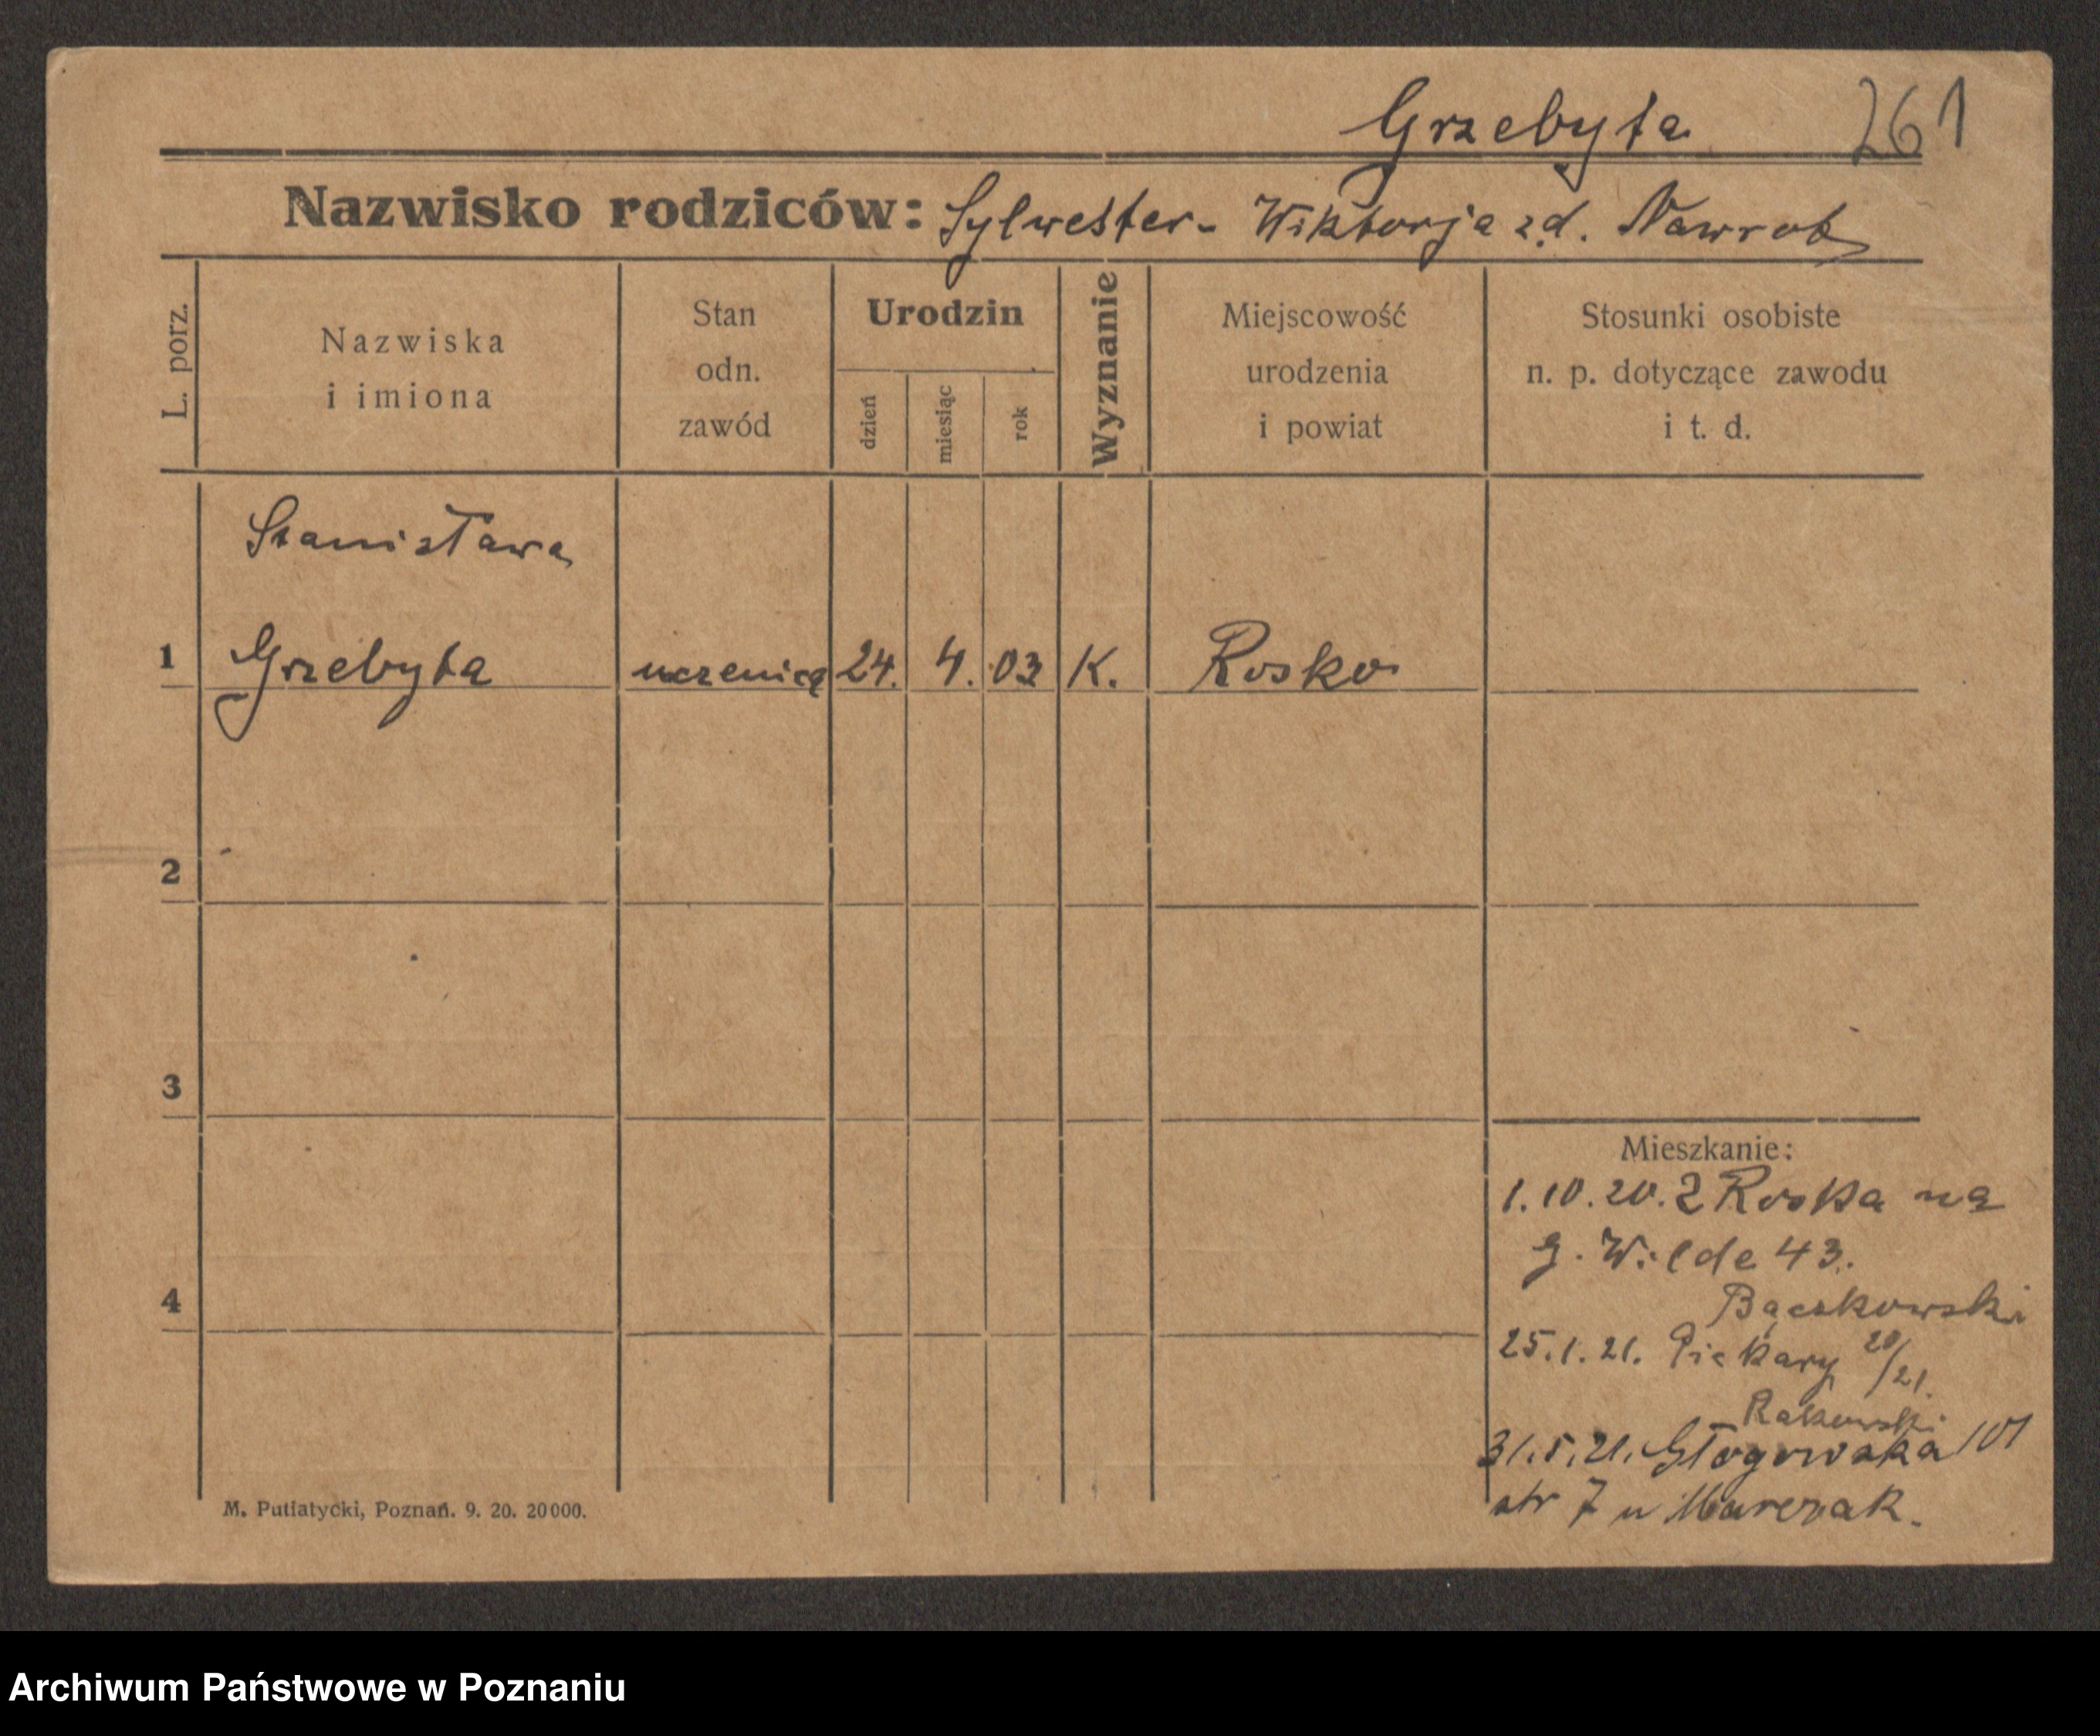 Grzebyta 261
Nazwisko rodziców: Sylwester - Wiktorja z d. Nawrot
L. porz.
Nazwiska
i imiona
Stan
odn.
zawód
Urodzin
dzień
miesiąc
rok
Wyznanie
Miejscowość
urodzenia
i powiat
Stosunki osobiste
n. p. dotyczące zawodu
i t. d.
Stanisława
1 Grzebyta uczenica 24. 4. 03 K. Rosko
2
3
4
Mieszkanie:
1.10.20. z Roska na
G. Wilde 43.
Bączkowski
25.1.21. Piekary 20/21.
Rakowski
31.5.21. Głogowska 101
str 7 u Marczak.
M. Putiatycki, Poznań. 9. 20. 20000.
Archiwum Państwowe w Poznaniu